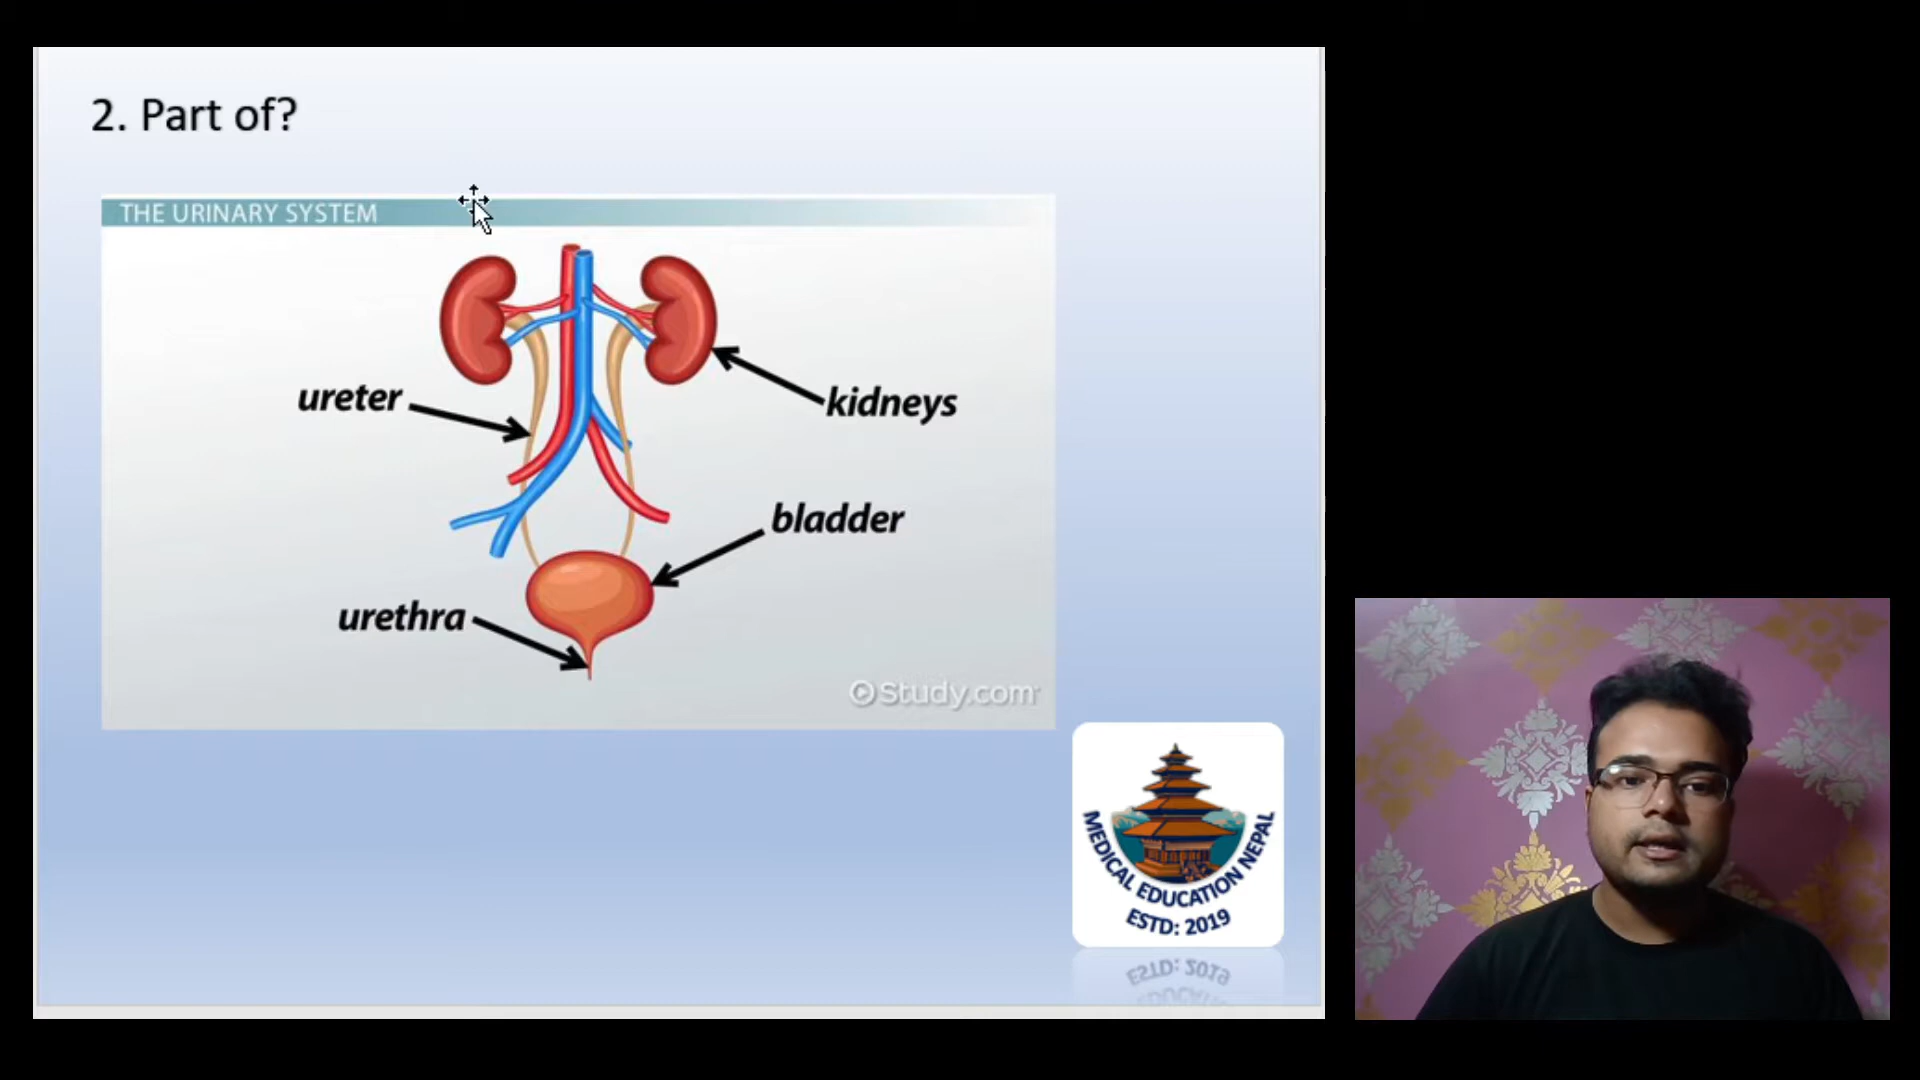 2. Part of?
THE URINARY SYSTEM
ureter
kidneys
bladder
urethra
Study.com
MEDICAL EDUCATION NEPAL
ESTD: 2019